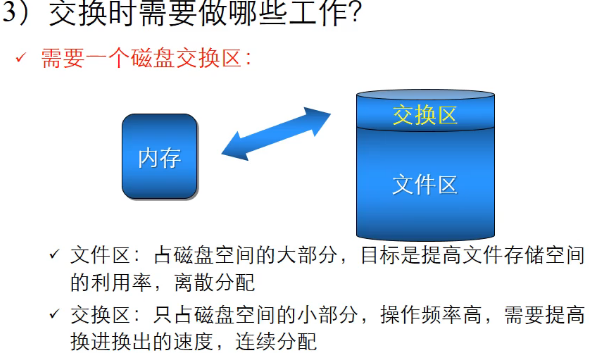 3）交换时需要做哪些工作？
✓ 需要一个磁盘交换区：
交换区
内存
文件区
✓ 文件区：占磁盘空间的大部分，目标是提高文件存储空间
的利用率，离散分配
✓ 交换区：只占磁盘空间的小部分，操作频率高，需要提高
换进换出的速度，连续分配